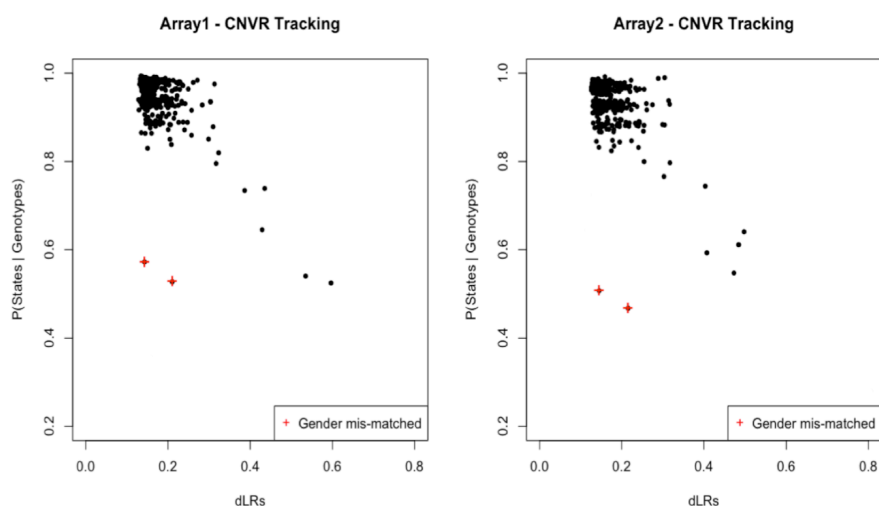 Array1 - CNVR Tracking
P(States | Genotypes)
1.0
0.8
0.6
0.4
0.2
Gender mis-matched
0.0 0.2 0.4 0.6 0.8
dLRs
Array2 - CNVR Tracking
P(States | Genotypes)
1.0
0.8
0.6
0.4
0.2
Gender mis-matched
0.0 0.2 0.4 0.6 0.8
dLRs